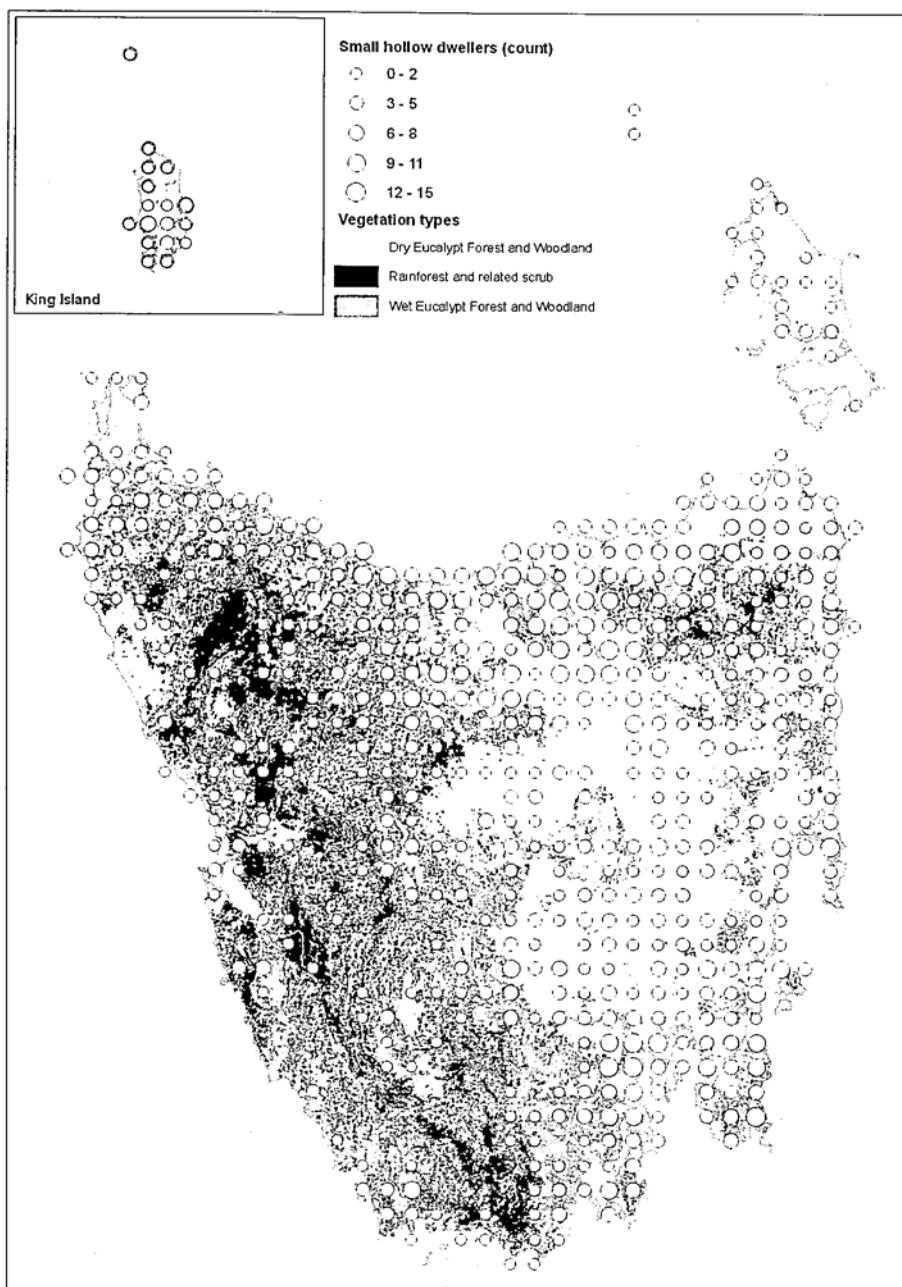 King Island
Small hollow dwellers (count)
0 - 2
3 - 5
6 - 8
9 - 11
12 - 15
Vegetation types
Dry Eucalypt Forest and Woodland
Rainforest and related scrub
Wet Eucalypt Forest and Woodland